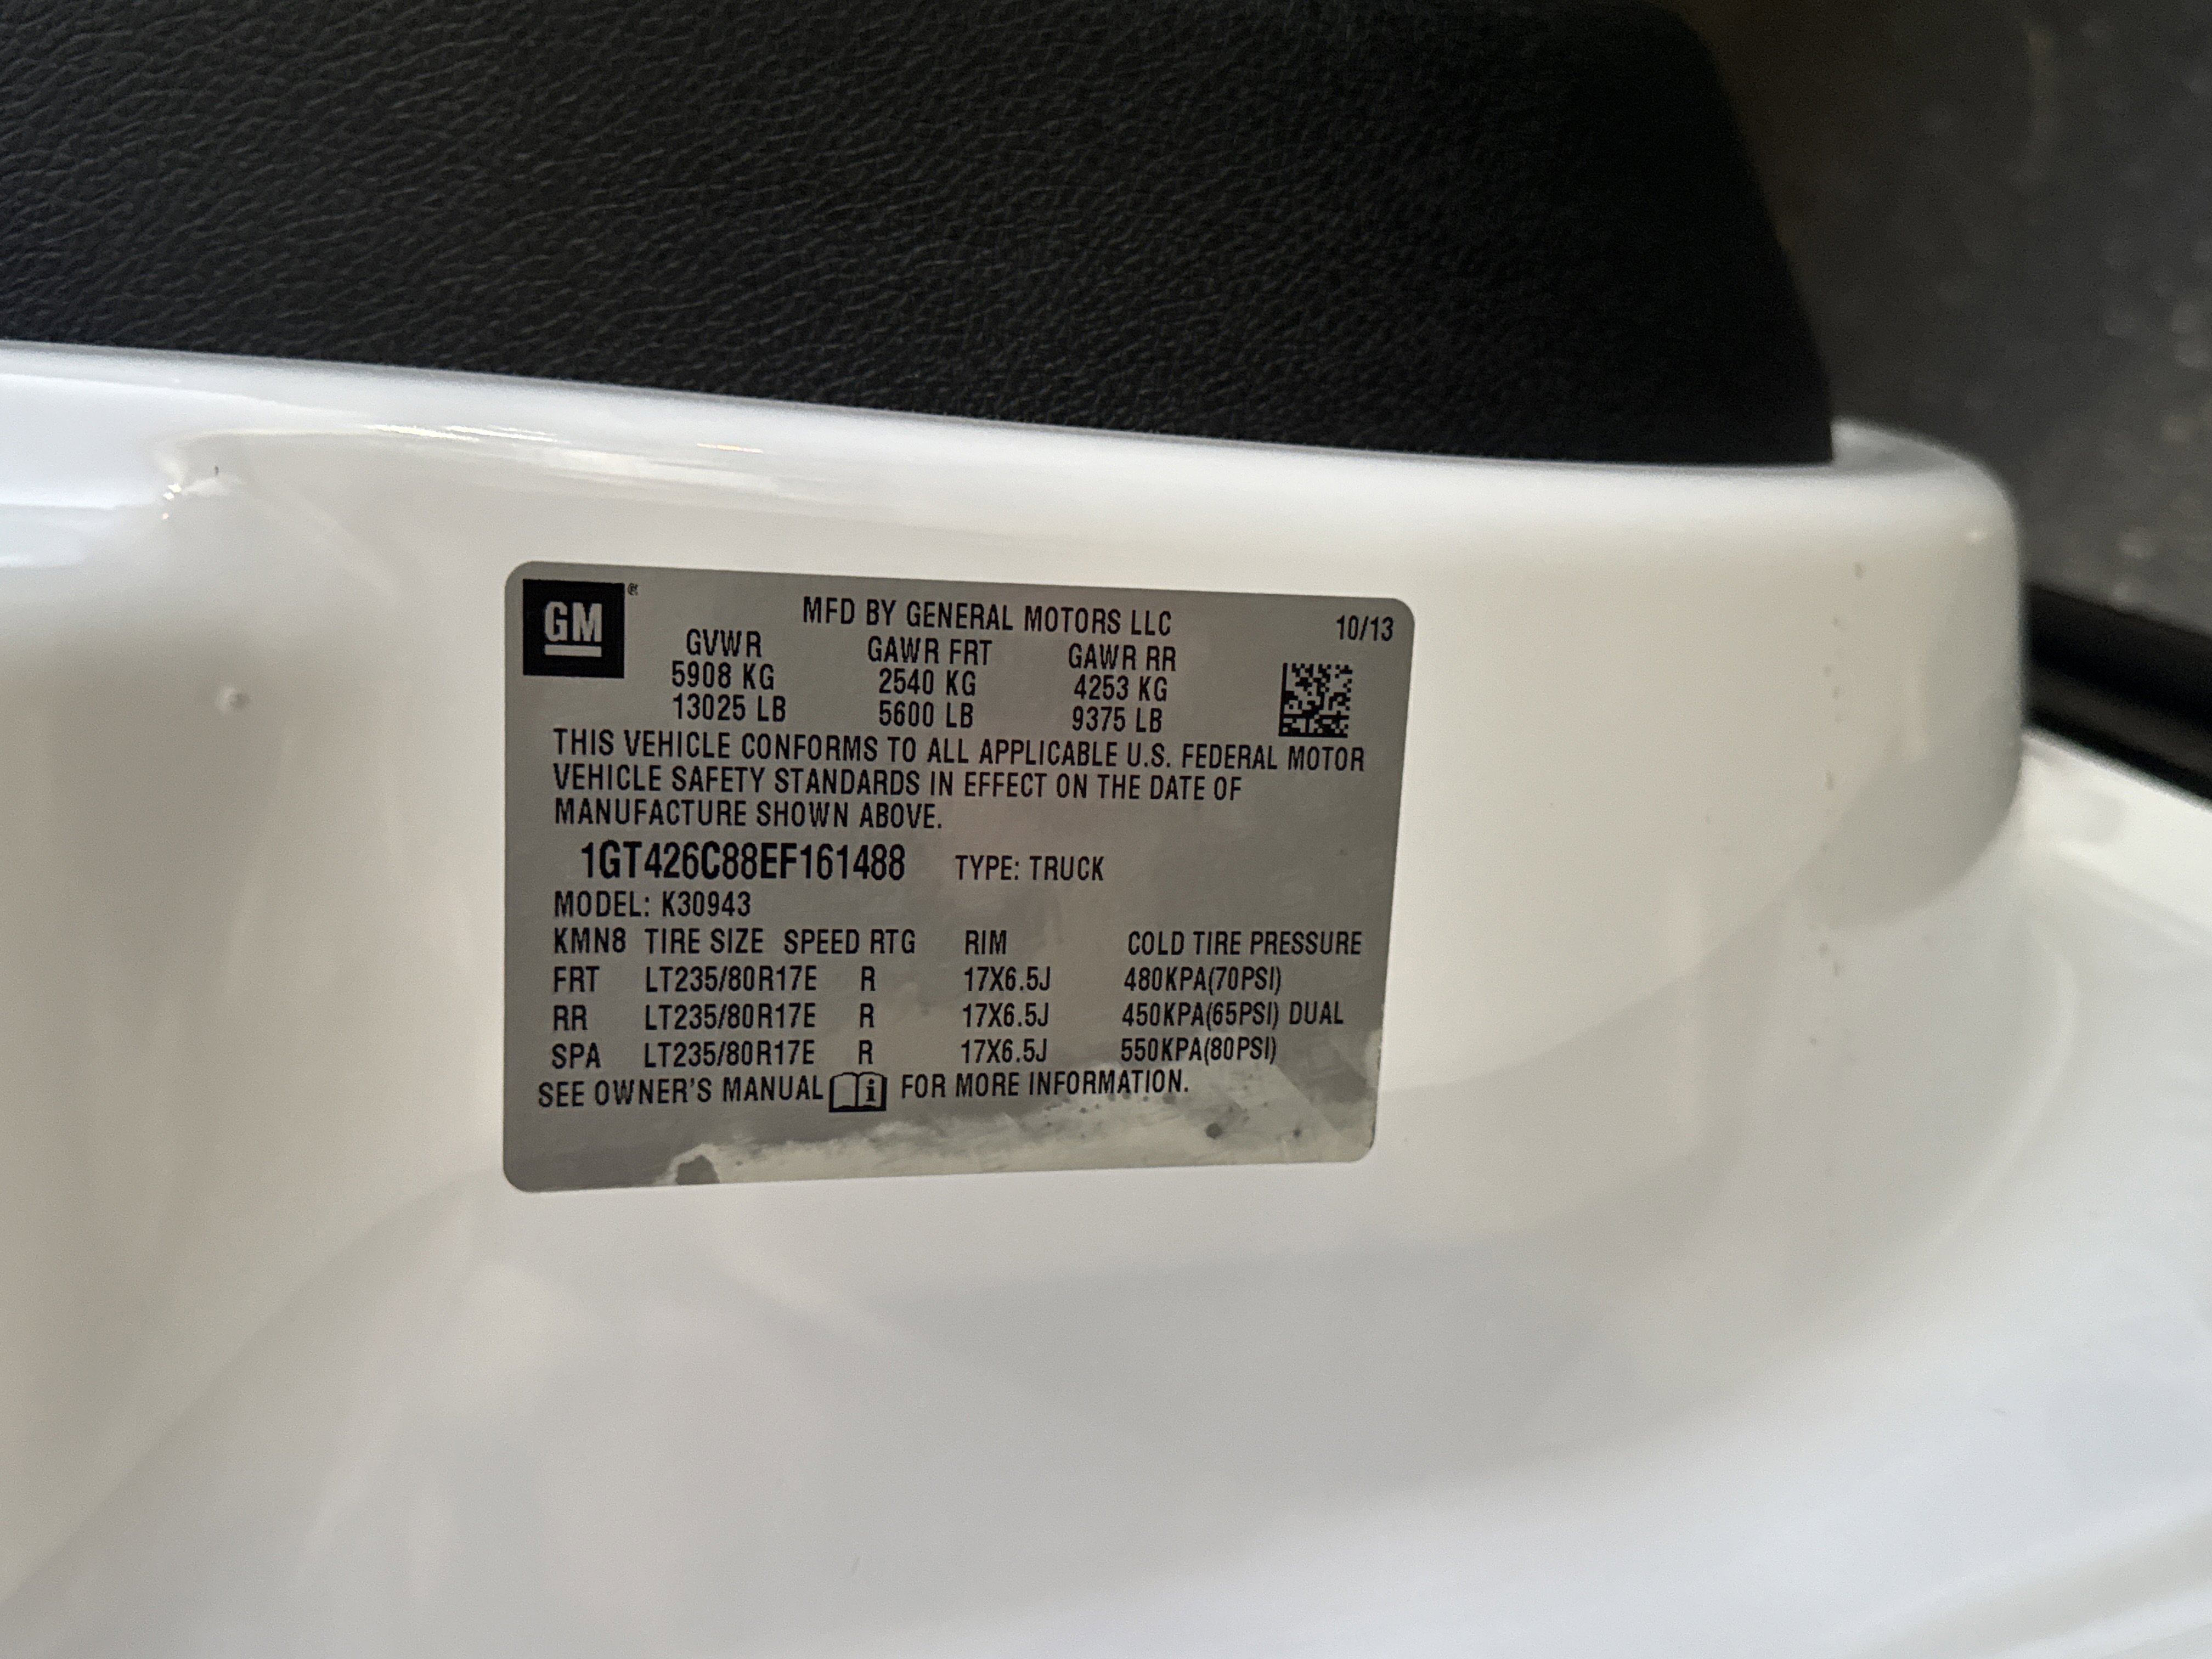 GM ®
MFD BY GENERAL MOTORS LLC 10/13
GVWR GAWR FRT GAWR RR
5908 KG 2540 KG 4253 KG
13025 LB 5600 LB 9375 LB
THIS VEHICLE CONFORMS TO ALL APPLICABLE U.S. FEDERAL MOTOR
VEHICLE SAFETY STANDARDS IN EFFECT ON THE DATE OF
MANUFACTURE SHOWN ABOVE.
1GT426C88EF161488 TYPE: TRUCK
MODEL: K30943
KMN8 TIRE SIZE SPEED RTG RIM COLD TIRE PRESSURE
FRT LT235/80R17E R 17X6.5J 480KPA(70PSI)
RR LT235/80R17E R 17X6.5J 450KPA(65PSI) DUAL
SPA LT235/80R17E R 17X6.5J 550KPA(80PSI)
SEE OWNER'S MANUAL i FOR MORE INFORMATION.